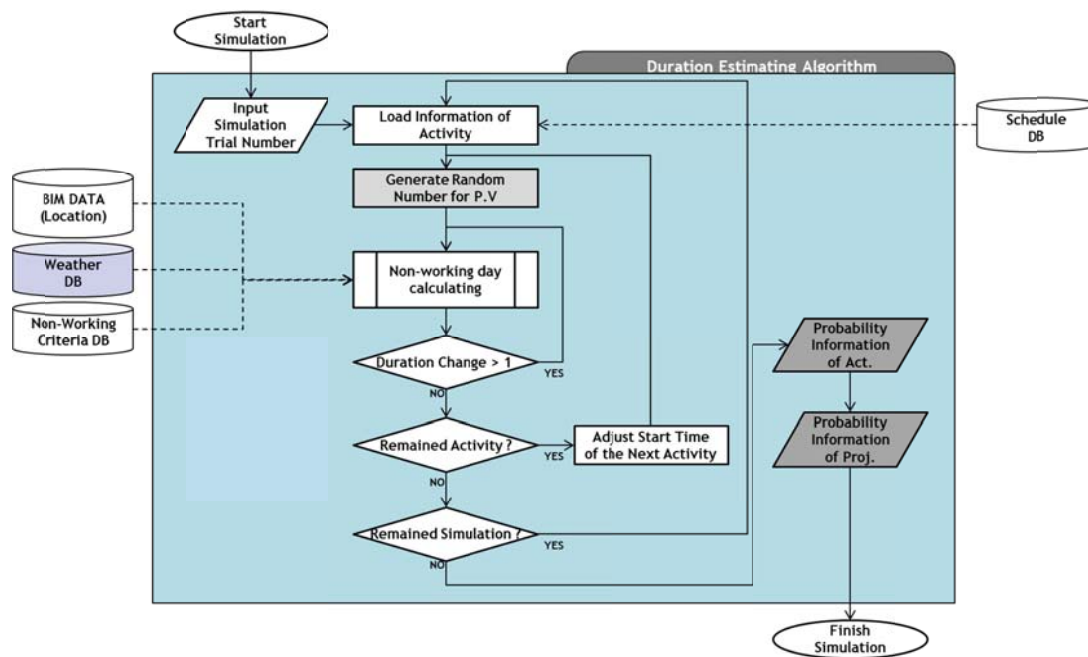 Start
Simulation
Duration Estimating Algorithm
Input
Simulation
Trial Number
Load Information of
Activity
Schedule
DB
Generate Random
Number for P.V
BIM DATA
(Location)
Weather
DB
Non-Working
Criteria DB
Non-working day
calculating
Duration Change > 1
YES
NO
Remained Activity ?
YES
Adjust Start Time
of the Next Activity
NO
Remained Simulation ?
YES
NO
Probability
Information
of Act.
Probability
Information
of Proj.
Finish
Simulation